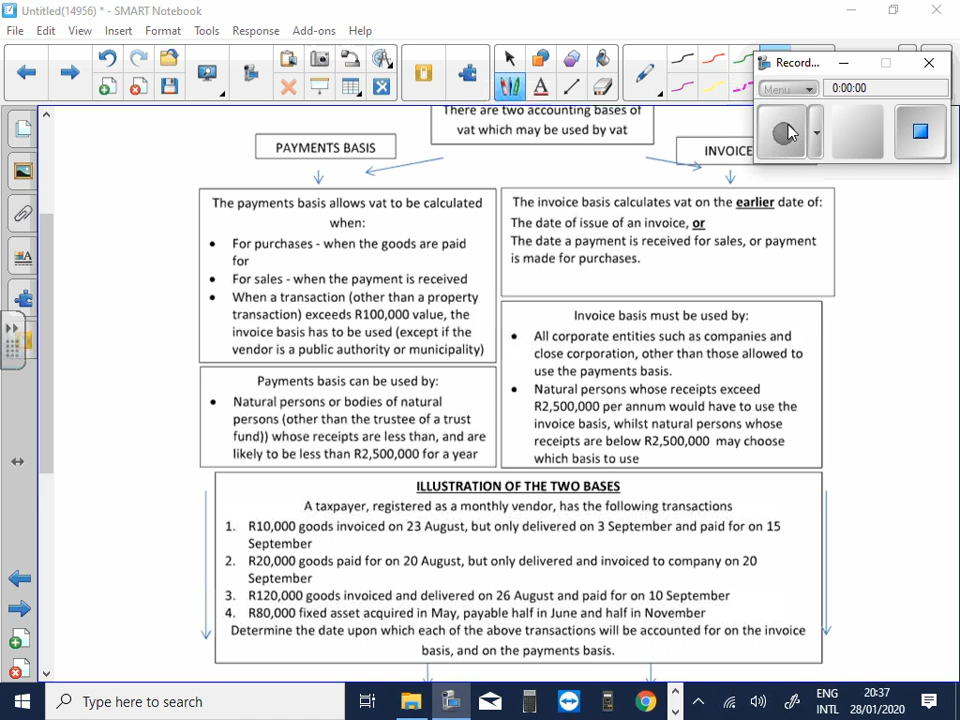 Untitled(14956) * - SMART Notebook
File Edit View Insert Format Tools Response Add-ons Help
Record...
Menu
0:00:00
There are two accounting bases of
vat which may be used by vat
PAYMENTS BASIS
INVOICE
The payments basis allows vat to be calculated
when:
• For purchases - when the goods are paid
for
• For sales - when the payment is received
• When a transaction (other than a property
transaction) exceeds R100,000 value, the
invoice basis has to be used (except if the
vendor is a public authority or municipality)
The invoice basis calculates vat on the earlier date of:
The date of issue of an invoice, or
The date a payment is received for sales, or payment
is made for purchases.
Payments basis can be used by:
• Natural persons or bodies of natural
persons (other than the trustee of a trust
fund)) whose receipts are less than, and are
likely to be less than R2,500,000 for a year
Invoice basis must be used by:
• All corporate entities such as companies and
close corporation, other than those allowed to
use the payments basis.
• Natural persons whose receipts exceed
R2,500,000 per annum would have to use the
invoice basis, whilst natural persons whose
receipts are below R2,500,000 may choose
which basis to use
ILLUSTRATION OF THE TWO BASES
A taxpayer, registered as a monthly vendor, has the following transactions
1. R10,000 goods invoiced on 23 August, but only delivered on 3 September and paid for on 15
September
2. R20,000 goods paid for on 20 August, but only delivered and invoiced to company on 20
September
3. R120,000 goods invoiced and delivered on 26 August and paid for on 10 September
4. R80,000 fixed asset acquired in May, payable half in June and half in November
Determine the date upon which each of the above transactions will be accounted for on the invoice
basis, and on the payments basis.
Type here to search
ENG
INTL
20:37
28/01/2020